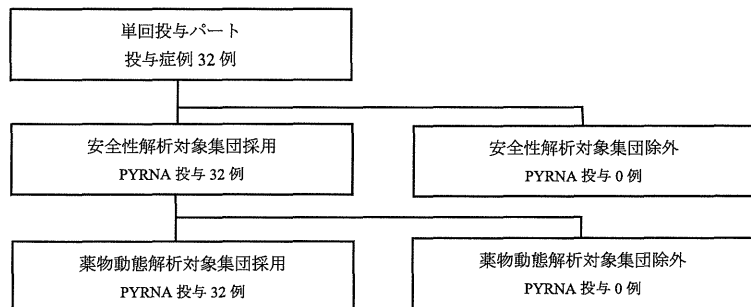 単回投与パート
投与症例 32 例
安全性解析対象集団採用
PYRNA 投与 32 例
安全性解析対象集団除外
PYRNA 投与 0 例
薬物動態解析対象集団採用
PYRNA 投与 32 例
薬物動態解析対象集団除外
PYRNA 投与 0 例